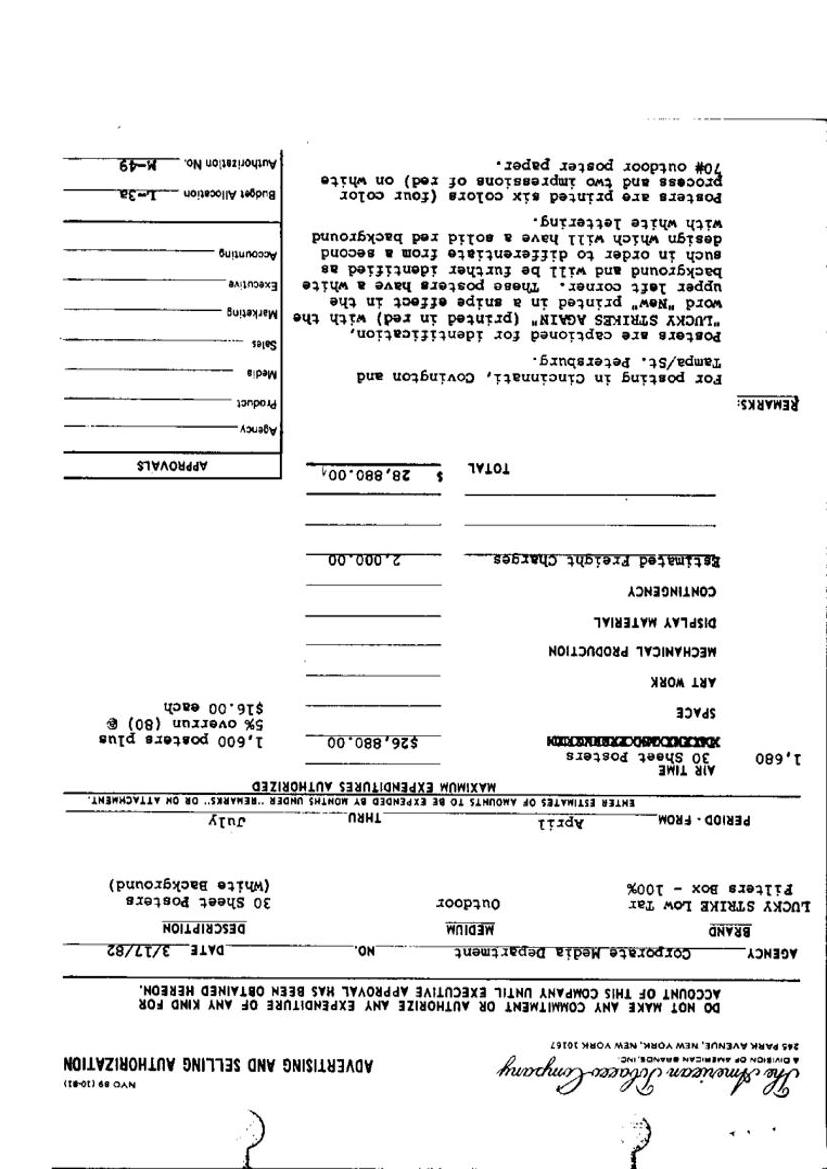 NYO 89 (10-81)
The American Tobacco Company
A DIVISION OF AMERICAN BRANDS, INC.
245 PARK AVENUE, NEW YORK, NEW YORK 10167
ADVERTISING AND SELLING AUTHORIZATION
DO NOT MAKE ANY COMMITMENT OR AUTHORIZE ANY EXPENDITURE OF ANY KIND FOR
ACCOUNT OF THIS COMPANY UNTIL EXECUTIVE APPROVAL HAS BEEN OBTAINED HEREON.
AGENCY Corporate Media Department NO. DATE 3/17/82
BRAND MEDIUM DESCRIPTION
LUCKY STRIKE Low Tar Outdoor 30 Sheet Posters
Filters Box - 100% (White Background)
PERIOD - FROM April THRU July
ENTER ESTIMATES OF AMOUNTS TO BE EXPENDED BY MONTHS UNDER "REMARKS" OR ON ATTACHMENT.
MAXIMUM EXPENDITURES AUTHORIZED
AIR TIME
1,680 30 Sheet Posters $26,880.00 1,600 posters plus
5% overrun (80) @
$16.00 each
SPACE
ART WORK
MECHANICAL PRODUCTION
DISPLAY MATERIAL
CONTINGENCY
Estimated Freight Charges 2,000.00
TOTAL $ 28,880.00
REMARKS:
For posting in Cincinnati, Covington and
Tampa/St. Petersburg.
Posters are captioned for identification,
"LUCKY STRIKES AGAIN" (printed in red) with the
word "New" printed in a snipe effect in the
upper left corner. These posters have a white
background and will be further identified as
such in order to differentiate from a second
design which will have a solid red background
with white lettering.
Posters are printed six colors (four color
process and two impressions of red) on white
70# outdoor poster paper.
APPROVALS
Agency
Product
Media
Sales
Marketing
Executive
Accounting
Budget Allocation L-3a
Authorization No. M-49